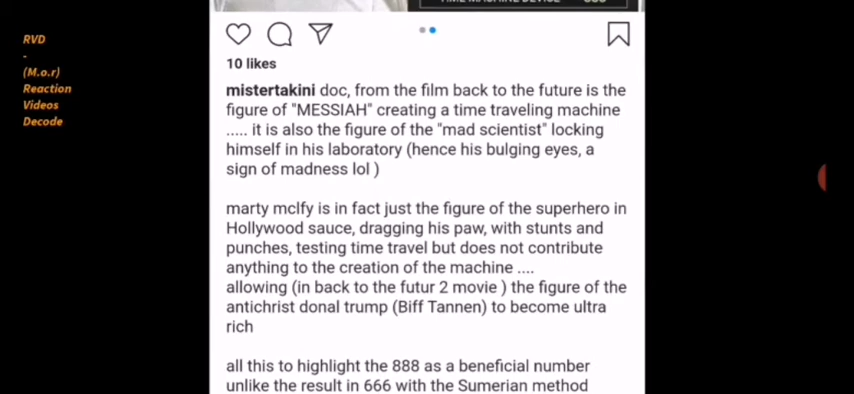 RVD
-
(M.o.r)
Reaction
Videos
Decode
10 likes
mistertakini doc, from the film back to the future is the
figure of "MESSIAH" creating a time traveling machine
..... it is also the figure of the "mad scientist" locking
himself in his laboratory (hence his bulging eyes, a
sign of madness lol )
marty mclfy is in fact just the figure of the superhero in
Hollywood sauce, dragging his paw, with stunts and
punches, testing time travel but does not contribute
anything to the creation of the machine ....
allowing (in back to the futur 2 movie ) the figure of the
antichrist donal trump (Biff Tannen) to become ultra
rich
all this to highlight the 888 as a beneficial number
unlike the result in 666 with the Sumerian method